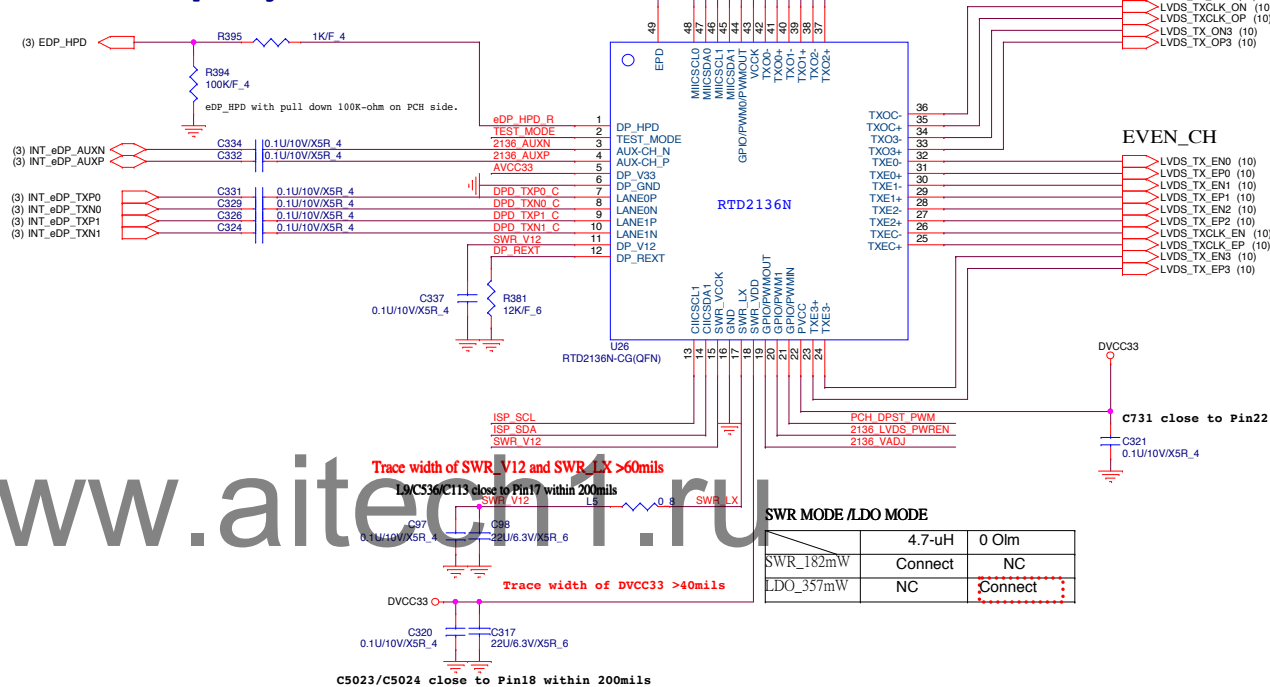 (3) EDP_HPD
R395
1K/F_4
R394
100K/F_4
eDP_HPD with pull down 100K-ohm on PCH side.
(3) INT_eDP_AUXN
(3) INT_eDP_AUXP
C334
0.1U/10V/X5R_4
C332
0.1U/10V/X5R_4
(3) INT_eDP_TXP0
(3) INT_eDP_TXN0
(3) INT_eDP_TXP1
(3) INT_eDP_TXN1
C331
0.1U/10V/X5R_4
C329
0.1U/10V/X5R_4
C326
0.1U/10V/X5R_4
C324
0.1U/10V/X5R_4
eDP_HPD_R
TEST_MODE
2136_AUXN
2136_AUXP
AVCC33
DPD_TXP0_C
DPD_TXN0_C
DPD_TXP1_C
DPD_TXN1_C
SWR_V12
DP_REXT
1 DP_HPD
2 TEST_MODE
3 AUX-CH_N
4 AUX-CH_P
5 DP_V33
6 DP_GND
7 LANE0P
8 LANE0N
9 LANE1P
10 LANE1N
11 DP_V12
12 DP_REXT
49 EPD
48 MIICSCL0
47 MIICSDA0
46 MIICSCL1
45 MIICSDA1
44 GPIO/PWM0/PWMOUT
43 VCCK
42 TXO0-
41 TXO0+
40 TXO1-
39 TXO1+
38 TXO2-
37 TXO2+
RTD2136N
36 TXOC-
35 TXOC+
34 TXO3-
33 TXO3+
32 TXE0-
31 TXE0+
30 TXE1-
29 TXE1+
28 TXE2-
27 TXE2+
26 TXEC-
25 TXEC+
LVDS_TXCLK_ON (10)
LVDS_TXCLK_OP (10)
LVDS_TX_ON3 (10)
LVDS_TX_OP3 (10)
EVEN_CH
LVDS_TX_EN0 (10)
LVDS_TX_EP0 (10)
LVDS_TX_EN1 (10)
LVDS_TX_EP1 (10)
LVDS_TX_EN2 (10)
LVDS_TX_EP2 (10)
LVDS_TXCLK_EN (10)
LVDS_TXCLK_EP (10)
LVDS_TX_EN3 (10)
LVDS_TX_EP3 (10)
C337
0.1U/10V/X5R_4
R381
12K/F_6
13 CIICSCL1
14 CIICSDA1
15 SWR_VCCK
16 GND
17 SWR_LX
18 SWR_VDD
19 GPIO/PWMOUT
20 GPIO/PWM1
21 GPIO/PWMIN
22 PVCC
23 TXE3+
24 TXE3-
U26
RTD2136N-CG(QFN)
ISP_SCL
ISP_SDA
SWR_V12
PCH_DPST_PWM
2136_LVDS_PWREN
2136_VADJ
DVCC33
C731 close to Pin22
C321
0.1U/10V/X5R_4
Trace width of SWR_V12 and SWR_LX >60mils
L9/C536/C113 close to Pin17 within 200mils
SWR_V12
L5
0_8
SWR_LX
C97
0.1U/10V/X5R_4
C98
22U/6.3V/X5R_6
ww.aitech1.ru
SWR MODE /LDO MODE
4.7-uH 0 Olm
SWR_182mW Connect NC
LDO_357mW NC Connect
Trace width of DVCC33 >40mils
DVCC33
C320
0.1U/10V/X5R_4
C317
22U/6.3V/X5R_6
C5023/C5024 close to Pin18 within 200mils